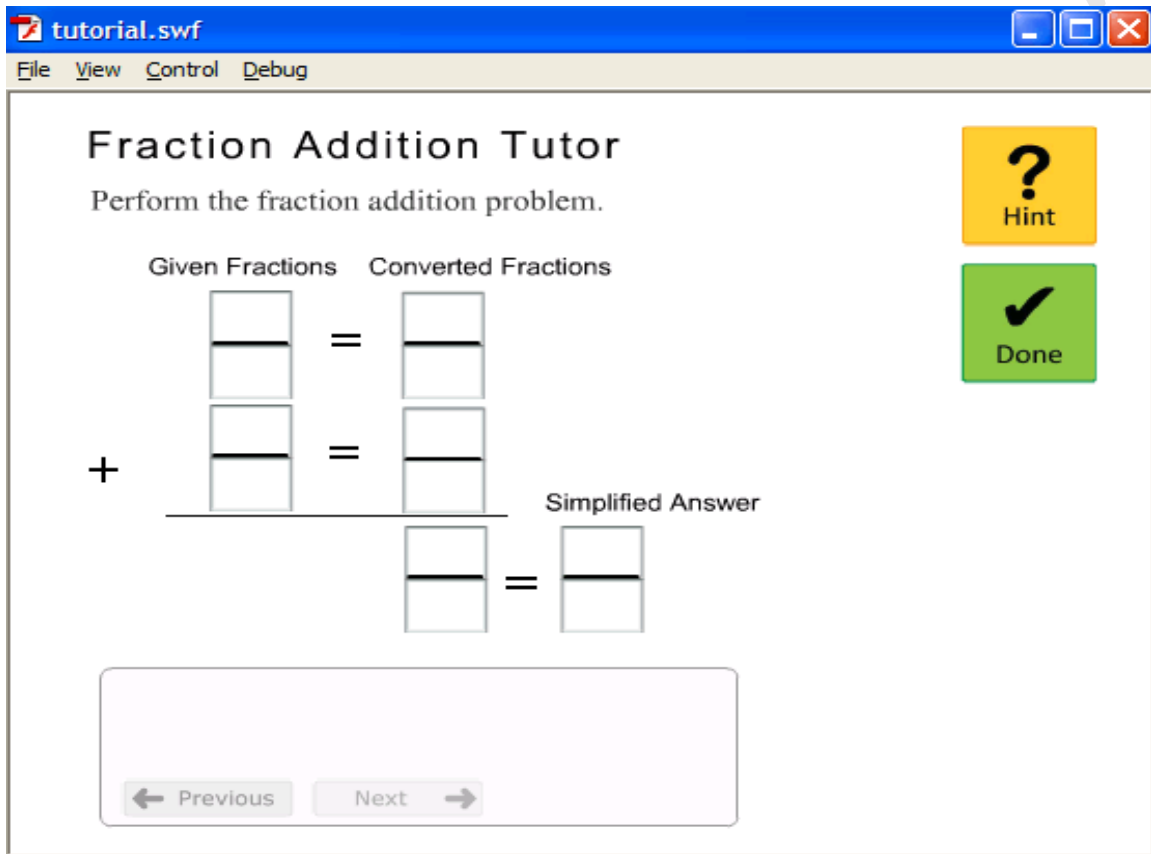 tutorial.swf
File View Control Debug
Fraction Addition Tutor
Perform the fraction addition problem.
? Hint
Given Fractions Converted Fractions
=
Done
+ =
Simplified Answer
=
Previous Next